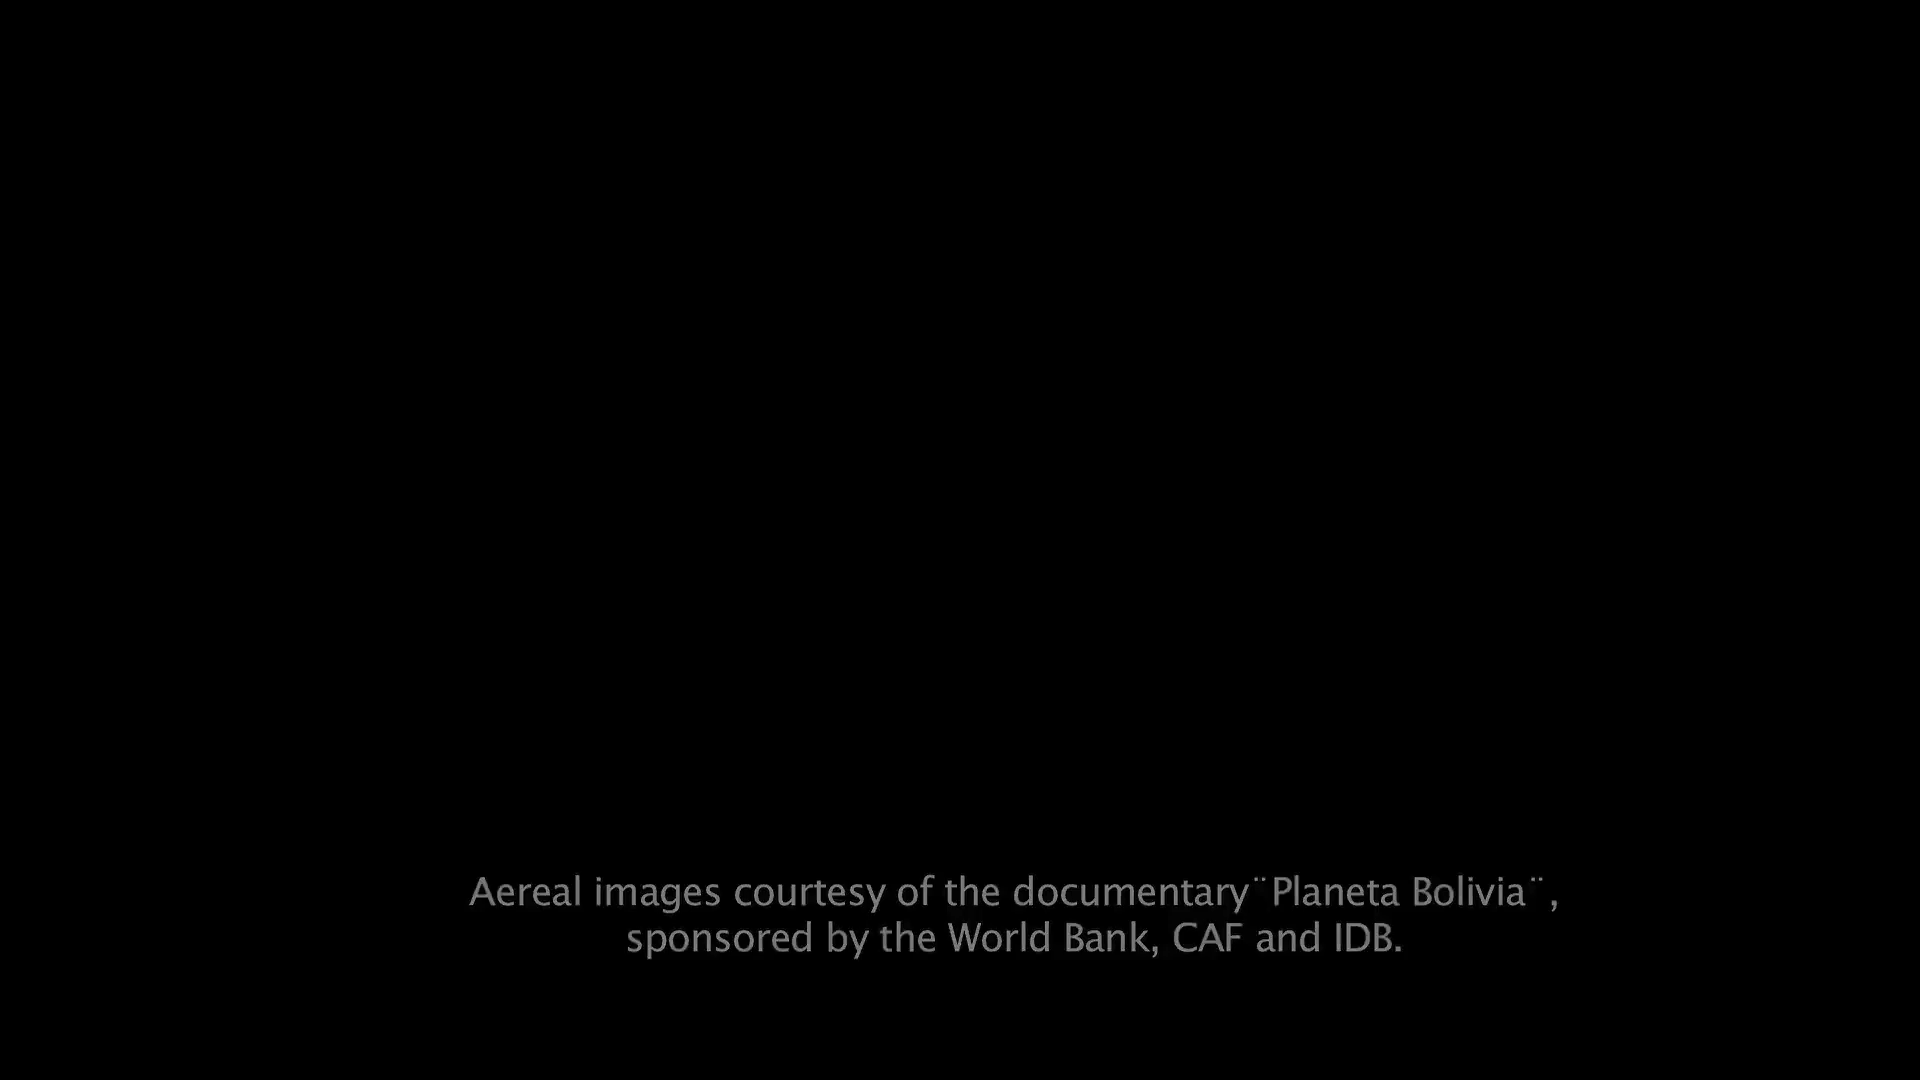 Aereal images courtesy of the documentary¨Planeta Bolivia¨,
sponsored by the World Bank, CAF and IDB.